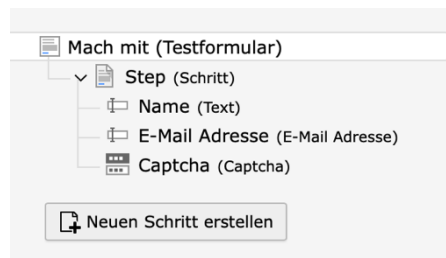 Mach mit (Testformular)
Step (Schritt)
Name (Text)
E-Mail Adresse (E-Mail Adresse)
Captcha (Captcha)
Neuen Schritt erstellen